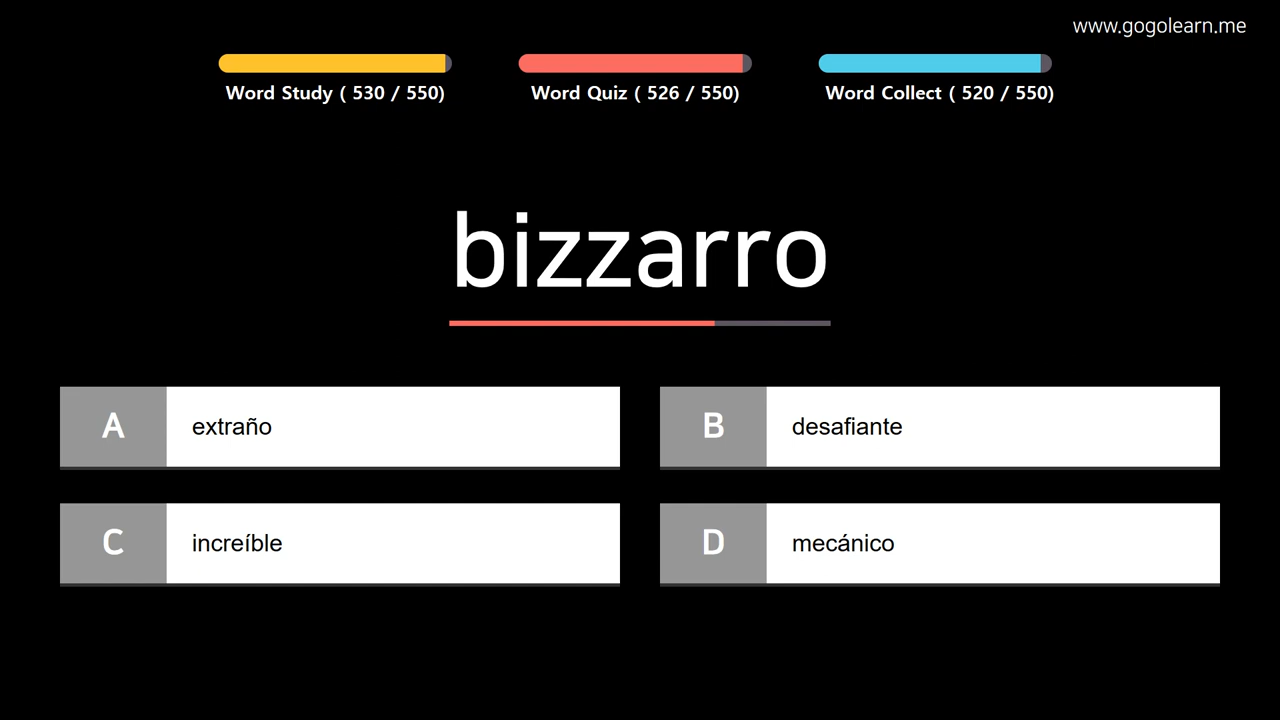 www.gogolearn.me
Word Study ( 530 / 550)
Word Quiz ( 526 / 550)
Word Collect ( 520 / 550)
bizzarro
A
extraño
B
desafiante
C
increíble
D
mecánico